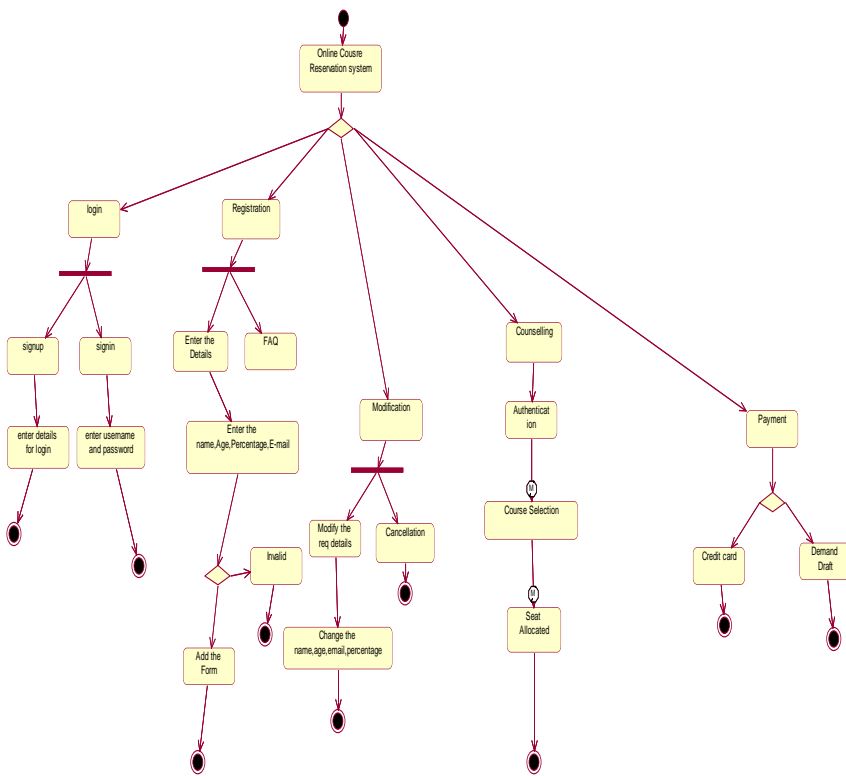 Online Cousre
Reservation system
login
Registration
signup
signin
Enter the
Details
FAQ
Counselling
Modification
Authenticat
ion
Payment
enter details
for login
enter username
and password
Enter the
name,Age,Percentage,E-mail
M
Course Selection
Modify the
req details
Cancellation
Invalid
Credit card
Demand
Draft
M
Seat
Allocated
Change the
name,age,email,percentage
Add the
Form